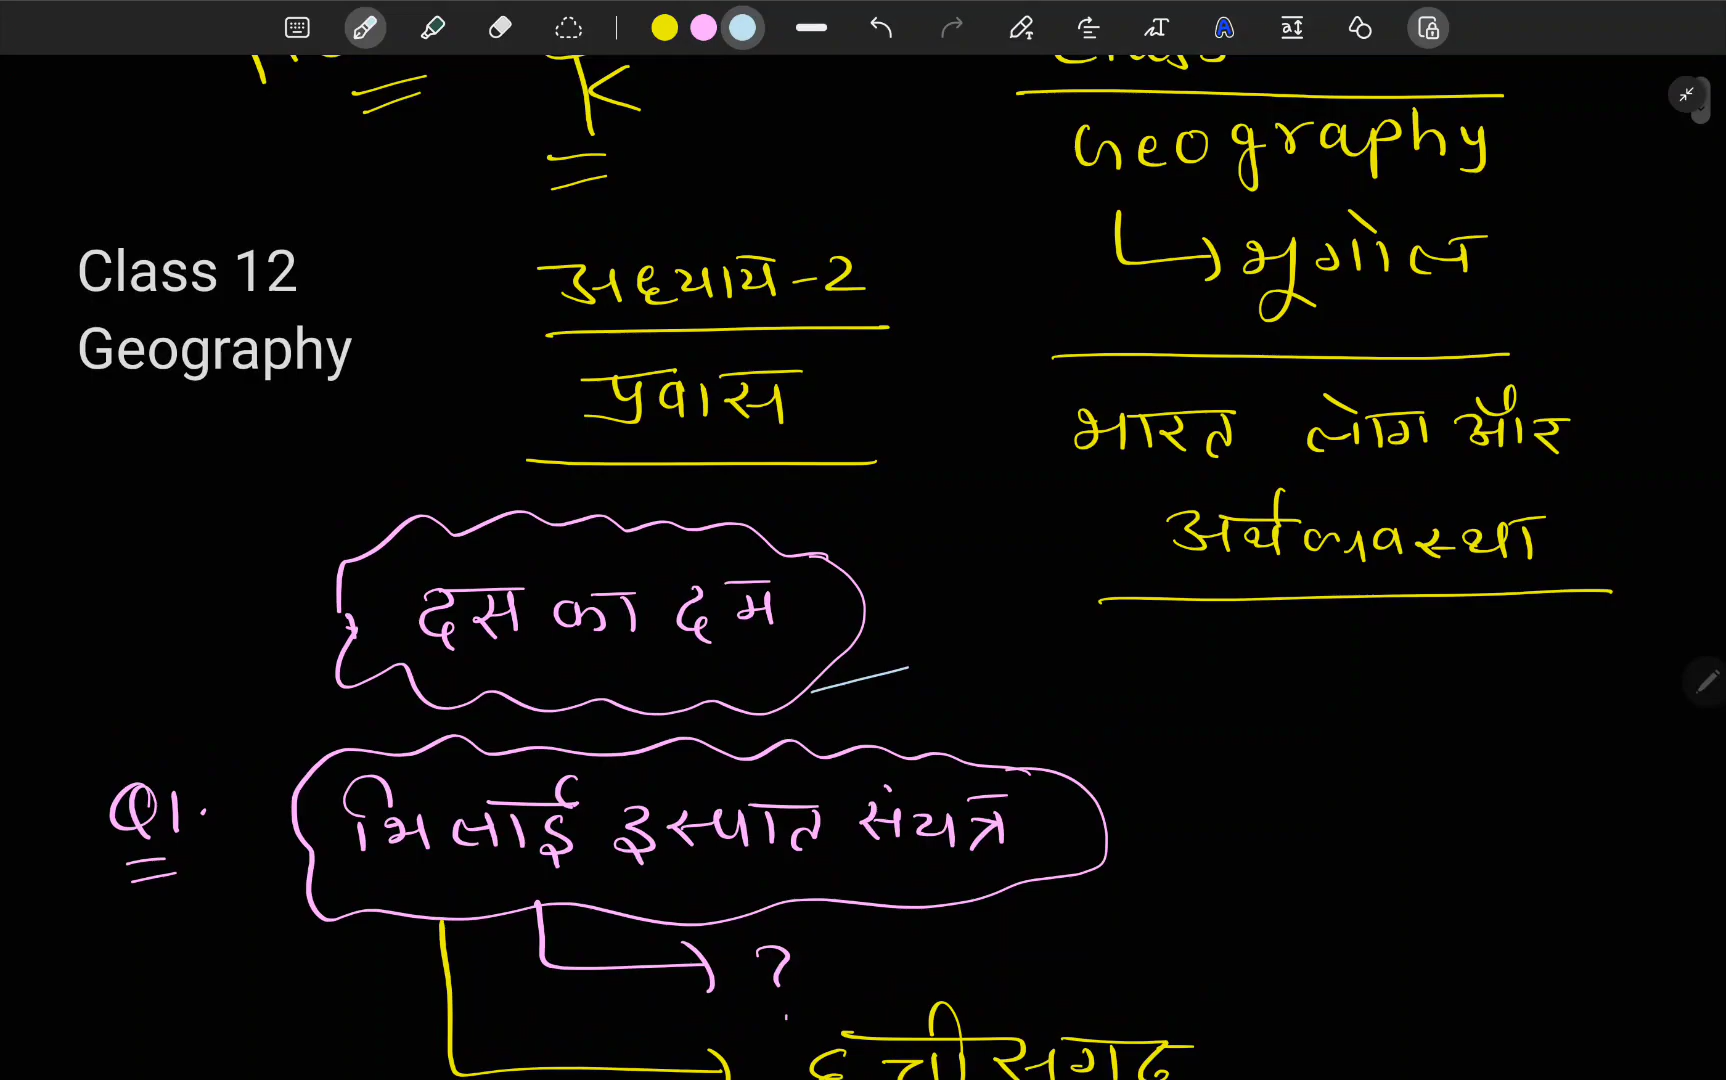 K
Geography
भूगोल
Class 12
Geography
अध्याय-2
प्रवास
भारत लोग और
अर्थव्यवस्था
दस का दम
Q1. भिलाई इस्पात संयत्र
?
छत्तीसगढ